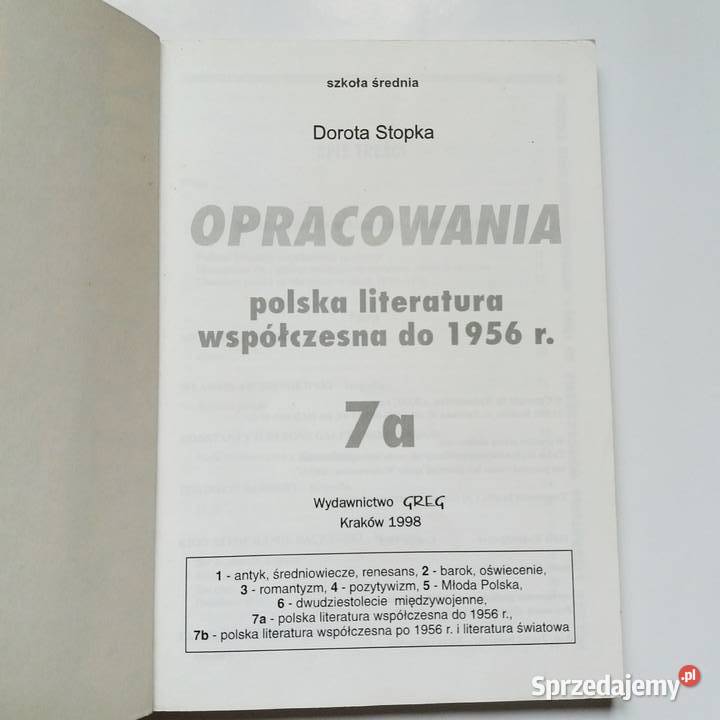 szkoła średnia
Dorota Stopka
OPRACOWANIA
polska literatura
współczesna do 1956 r.
7a
Wydawnictwo GREG
Kraków 1998
1 - antyk, średniowiecze, renesans, 2 - barok, oświecenie,
3 - romantyzm, 4 - pozytywizm, 5 - Młoda Polska,
6 - dwudziestolecie międzywojenne,
7a - polska literatura współczesna do 1956 r.,
7b - polska literatura współczesna po 1956 r. i literatura światowa
Sprzedajemy.pl